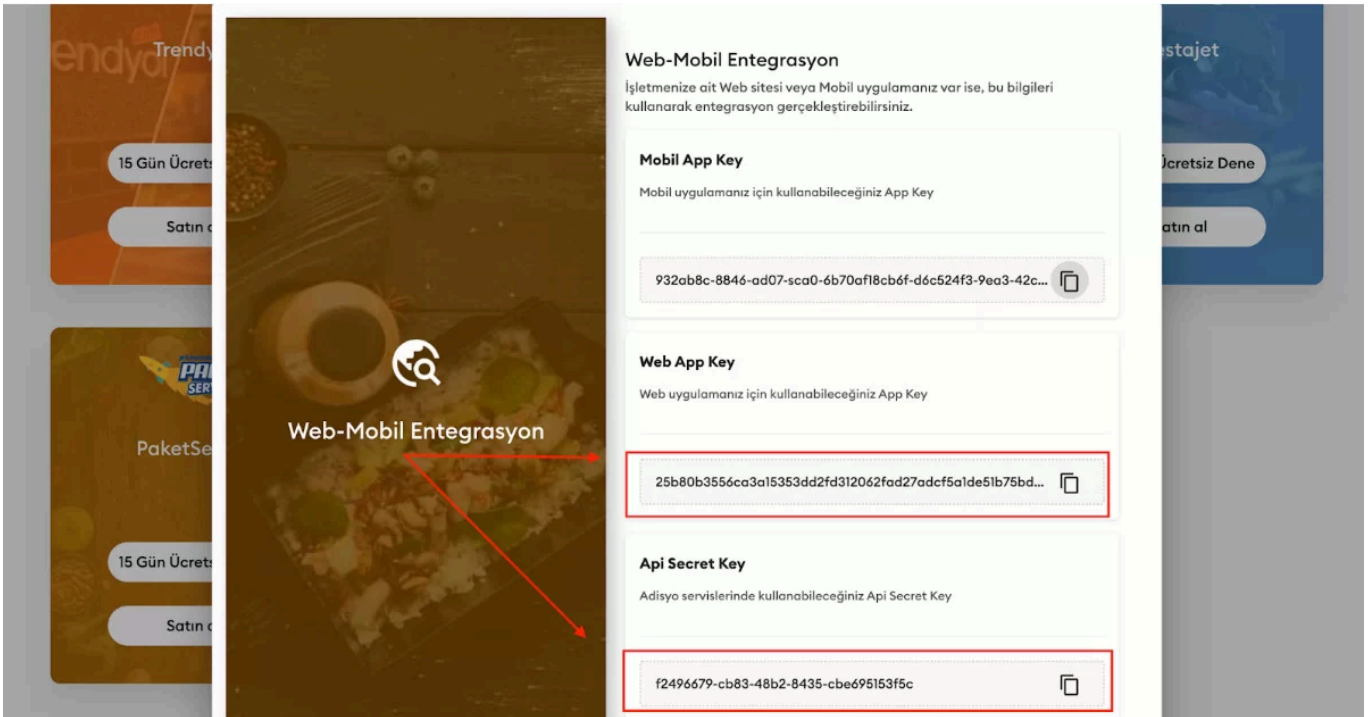 endyol
Trendy
15 Gün Ücrets
Satın
Web-Mobil Entegrasyon
PaketSe
15 Gün Ücrets
Satın
Web-Mobil Entegrasyon
İşletmenize ait Web sitesi veya Mobil uygulamanız var ise, bu bilgileri
kullanarak entegrasyon gerçekleştirebilirsiniz.
Mobil App Key
Mobil uygulamanız için kullanabileceğiniz App Key
932ab8c-8846-ad07-sca0-6b70af18cb6f-d6c524f3-9ea3-42c...
Web App Key
Web uygulamanız için kullanabileceğiniz App Key
25b80b3556ca3a15353dd2fd312062fad27adcf5a1de51b75bd...
Api Secret Key
Adisyo servislerinde kullanabileceğiniz Api Secret Key
f2496679-cb83-48b2-8435-cbe695153f5c
stajet
Ücretsiz Dene
atın al